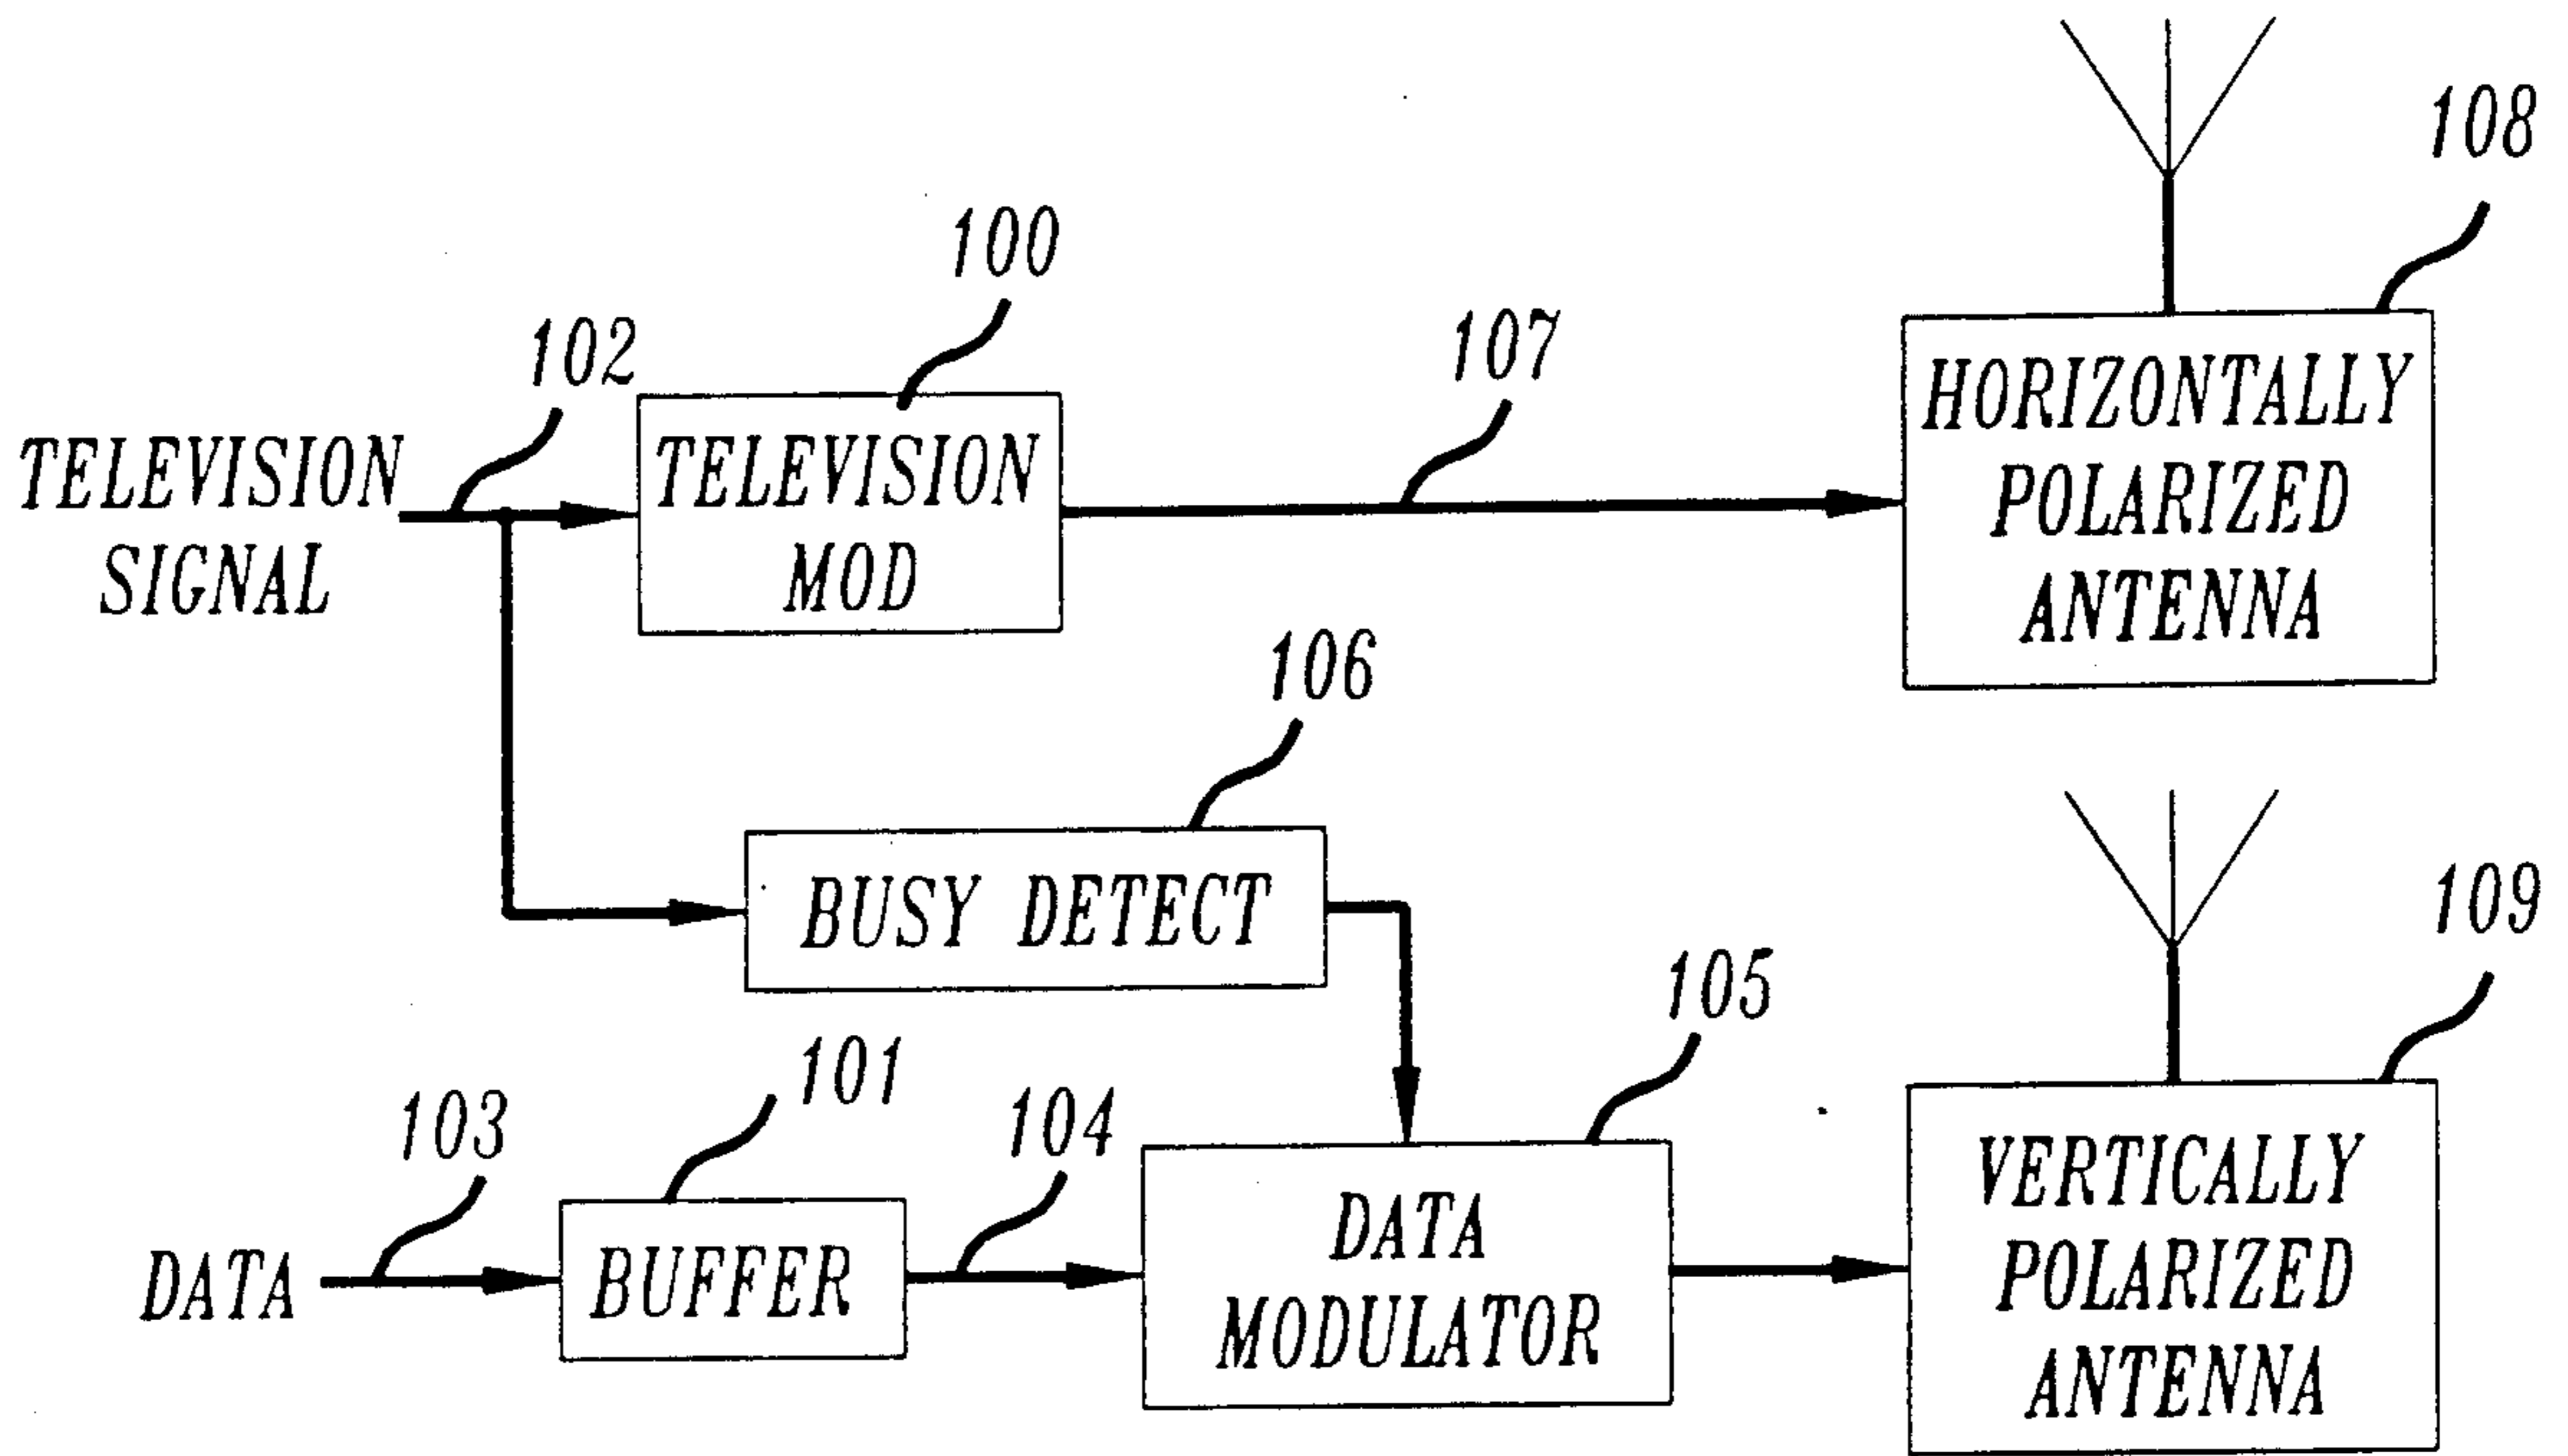 108
100
102
107
TELEVISION
SIGNAL
TELEVISION
MOD
HORIZONTALLY
POLARIZED
ANTENNA
106
BUSY DETECT
109
105
101
103
104
DATA
BUFFER
DATA
MODULATOR
VERTICALLY
POLARIZED
ANTENNA